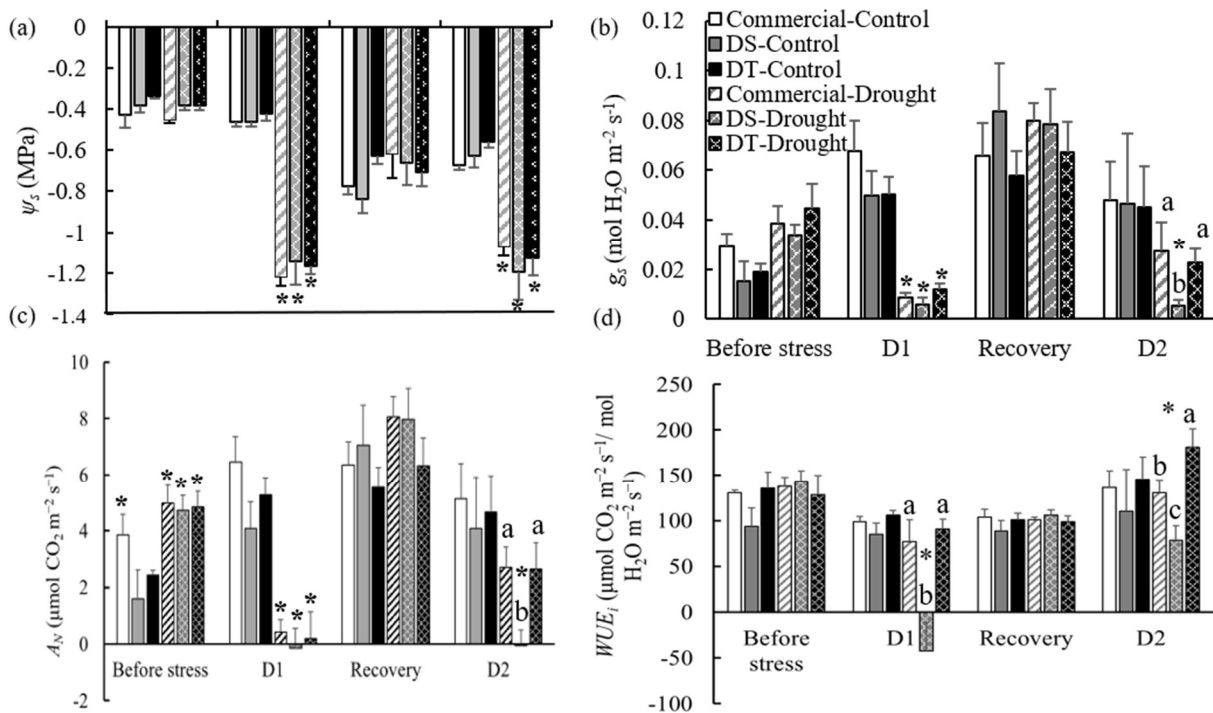 (a)
0
-0.2
-0.4
-0.6
-0.8
-1
-1.2
-1.4
ψs (MPa)
* * *
* * *
(b)
0.12
0.1
0.08
0.06
0.04
0.02
0
gs (mol H2O m−2 s−1)
Commercial-Control
DS-Control
DT-Control
Commercial-Drought
DS-Drought
DT-Drought
* * *
a
*
b
a
Before stress D1 Recovery D2
(c)
10
8
6
4
2
0
-2
AN (µmol CO2 m−2 s−1)
* * * *
* * *
a
*
b
a
Before stress D1 Recovery D2
(d)
250
200
150
100
50
0
-50
-100
WUEi (µmol CO2 m−2 s−1/ mol
H2O m−2 s−1)
a
*
b
a
b
*
c
a
Before
stress
D1 Recovery D2